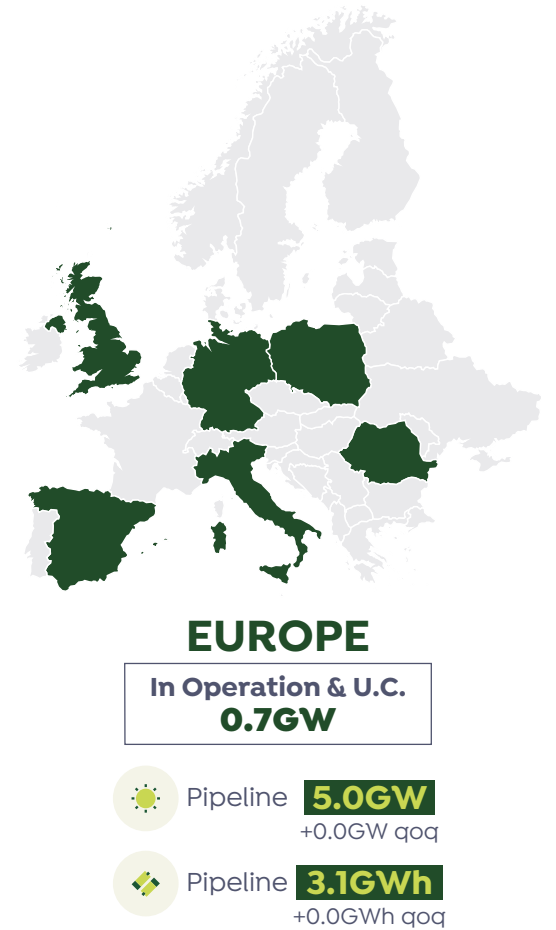 EUROPE
In Operation & U.C.
0.7GW
Pipeline 5.0GW
+0.0GW qoq
Pipeline 3.1GWh
+0.0GWh qoq